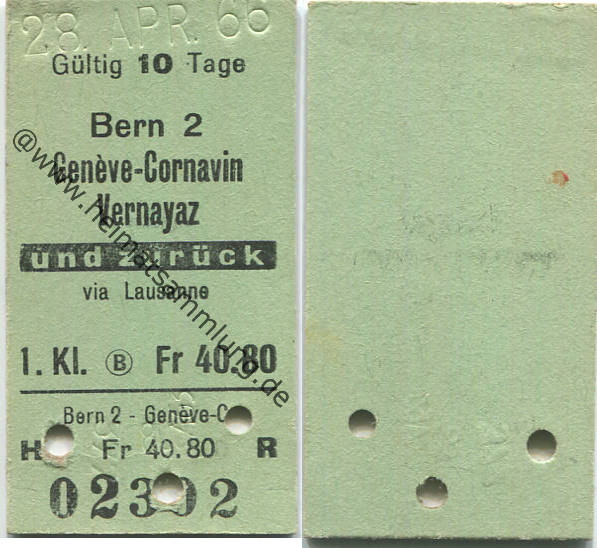 28. APR. 66
Gültig 10 Tage
Bern 2
Genève-Cornavin
Vernayaz
und zurück
via Lausanne
1. Kl. B Fr 40.80
Bern 2 - Genève-C
H Fr 40.80 R
02302
@www.heimatsammlung.de